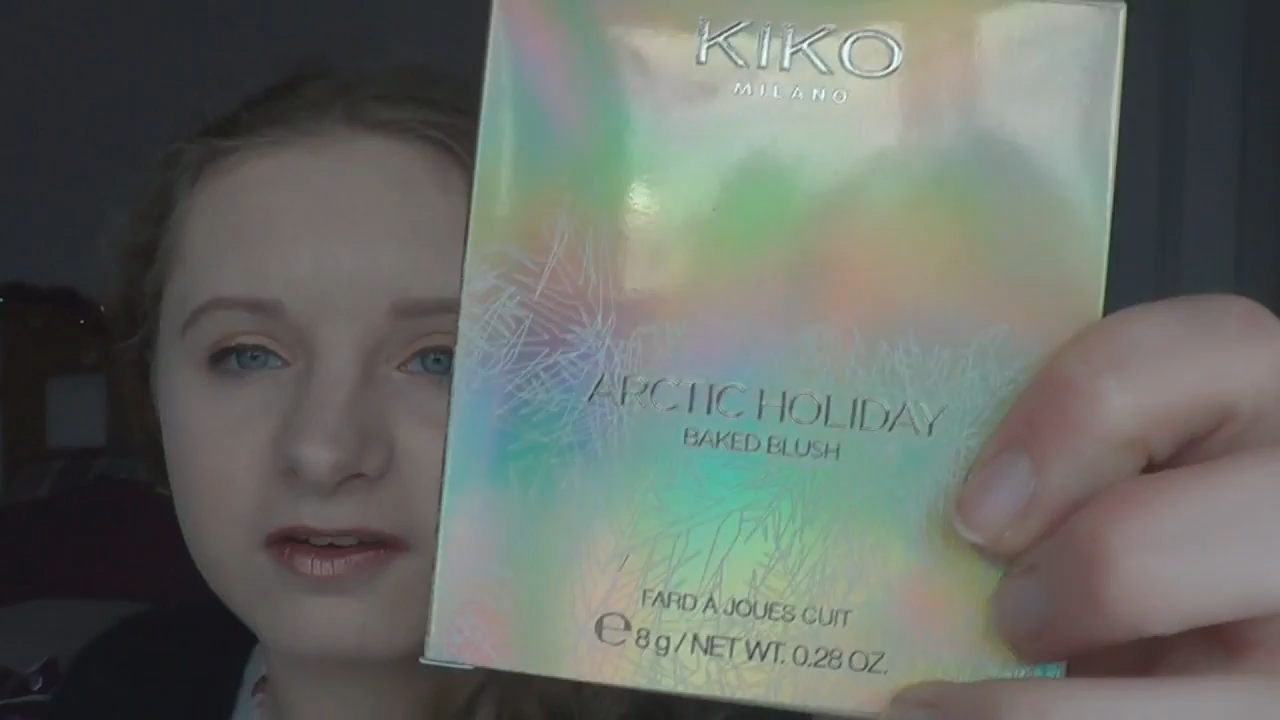 KIKO
MILANO
ARCTIC HOLIDAY
BAKED BLUSH
FARD A JOUES CUIT
e 8 g / NET WT. 0.28 OZ.